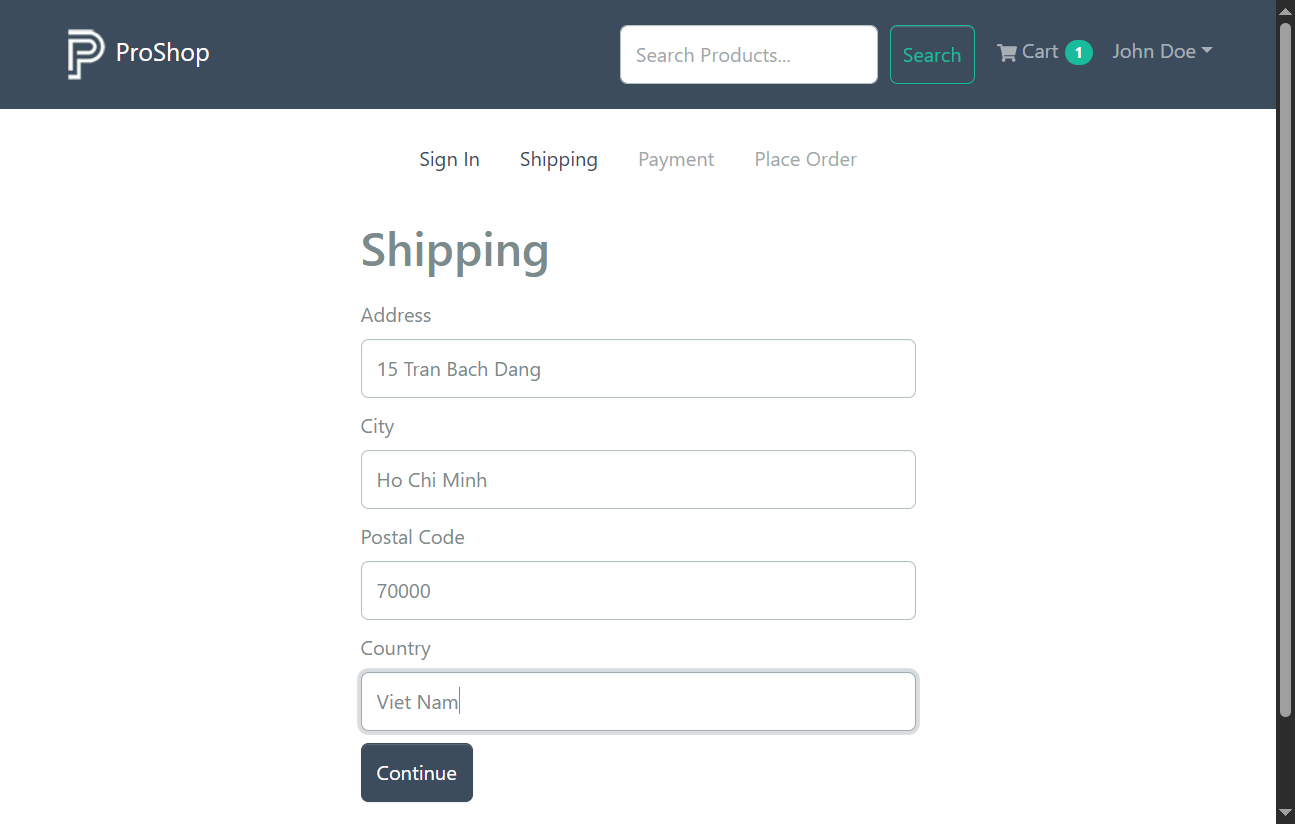 ProShop Search Products... Search Cart 1 John Doe
Sign In Shipping Payment Place Order
Shipping
Address
15 Tran Bach Dang
City
Ho Chi Minh
Postal Code
70000
Country
Viet Nam
Continue